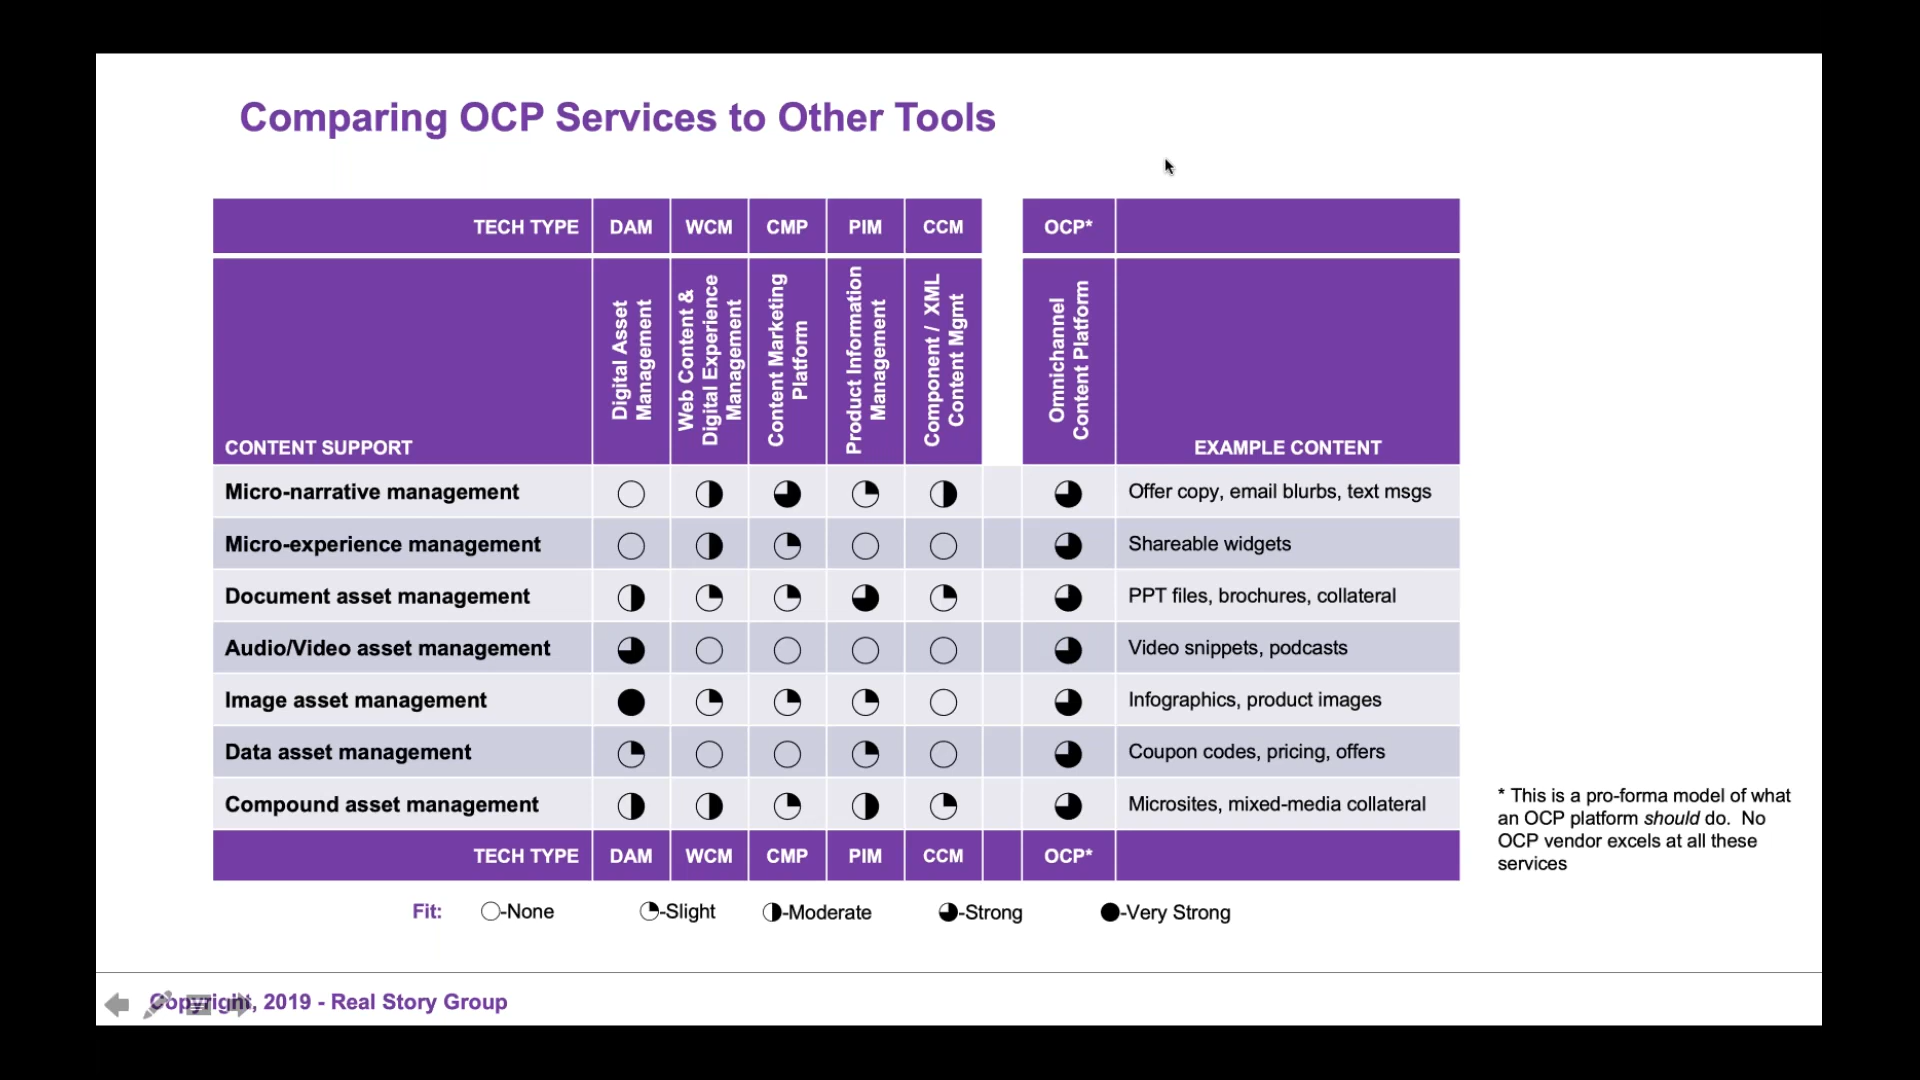 Comparing OCP Services to Other Tools
TECH TYPE DAM WCM CMP PIM CCM OCP*
CONTENT SUPPORT
Digital Asset
Management
Web Content &
Digital Experience
Management
Content Marketing
Platform
Product Information
Management
Component / XML
Content Mgmt
Omnichannel
Content Platform
EXAMPLE CONTENT
Micro-narrative management Offer copy, email blurbs, text msgs
Micro-experience management Shareable widgets
Document asset management PPT files, brochures, collateral
Audio/Video asset management Video snippets, podcasts
Image asset management Infographics, product images
Data asset management Coupon codes, pricing, offers
Compound asset management Microsites, mixed-media collateral
TECH TYPE DAM WCM CMP PIM CCM OCP*
* This is a pro-forma model of what
an OCP platform should do. No
OCP vendor excels at all these
services
Fit: -None -Slight -Moderate -Strong -Very Strong
Copyright, 2019 - Real Story Group